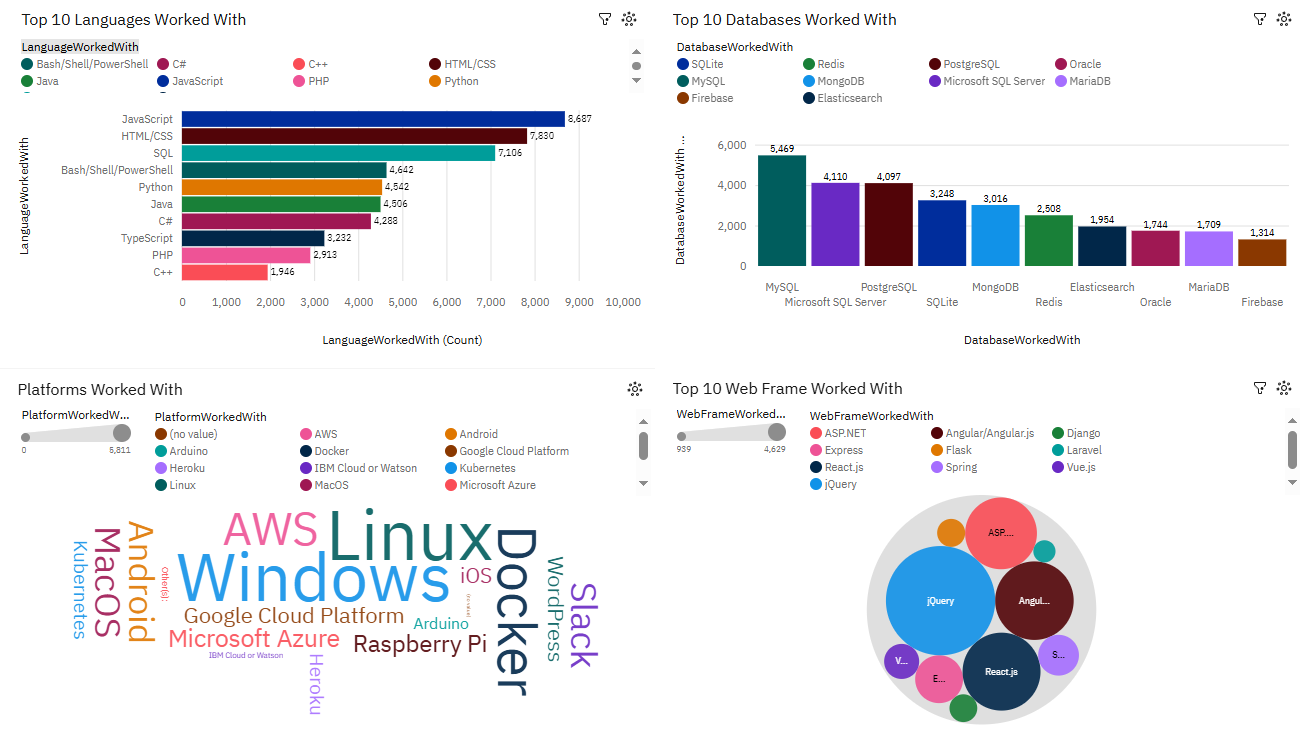 Top 10 Languages Worked With
LanguageWorkedWith
Bash/Shell/PowerShell C# C++ HTML/CSS
Java JavaScript PHP Python
LanguageWorkedWith
JavaScript 8,687
HTML/CSS 7,830
SQL 7,106
Bash/Shell/PowerShell 4,642
Python 4,542
Java 4,506
C# 4,288
TypeScript 3,232
PHP 2,913
C++ 1,946
0 1,000 2,000 3,000 4,000 5,000 6,000 7,000 8,000 9,000 10,000
LanguageWorkedWith (Count)
Top 10 Databases Worked With
DatabaseWorkedWith
SQLite Redis PostgreSQL Oracle
MySQL MongoDB Microsoft SQL Server MariaDB
Firebase Elasticsearch
DatabaseWorkedWith ...
6,000
4,000
2,000
0
5,469 4,110 4,097 3,248 3,016 2,508 1,954 1,744 1,709 1,314
MySQL PostgreSQL MongoDB Elasticsearch MariaDB
Microsoft SQL Server SQLite Redis Oracle Firebase
DatabaseWorkedWith
Platforms Worked With
PlatformWorkedW...
0 5,811
PlatformWorkedWith
(no value) AWS Android
Arduino Docker Google Cloud Platform
Heroku IBM Cloud or Watson Kubernetes
Linux MacOS Microsoft Azure
Kubernetes
MacOS
Android
Other(s):
AWS
Linux
Windows
iOS
(no value)
Google Cloud Platform
Arduino
Microsoft Azure
Raspberry Pi
IBM Cloud or Watson
Heroku
Docker
WordPress
Slack
Top 10 Web Frame Worked With
WebFrameWorked...
939 4,629
WebFrameWorkedWith
ASP.NET Angular/Angular.js Django
Express Flask Laravel
React.js Spring Vue.js
jQuery
ASP....
jQuery
Angul...
V...
E...
React.js
S...